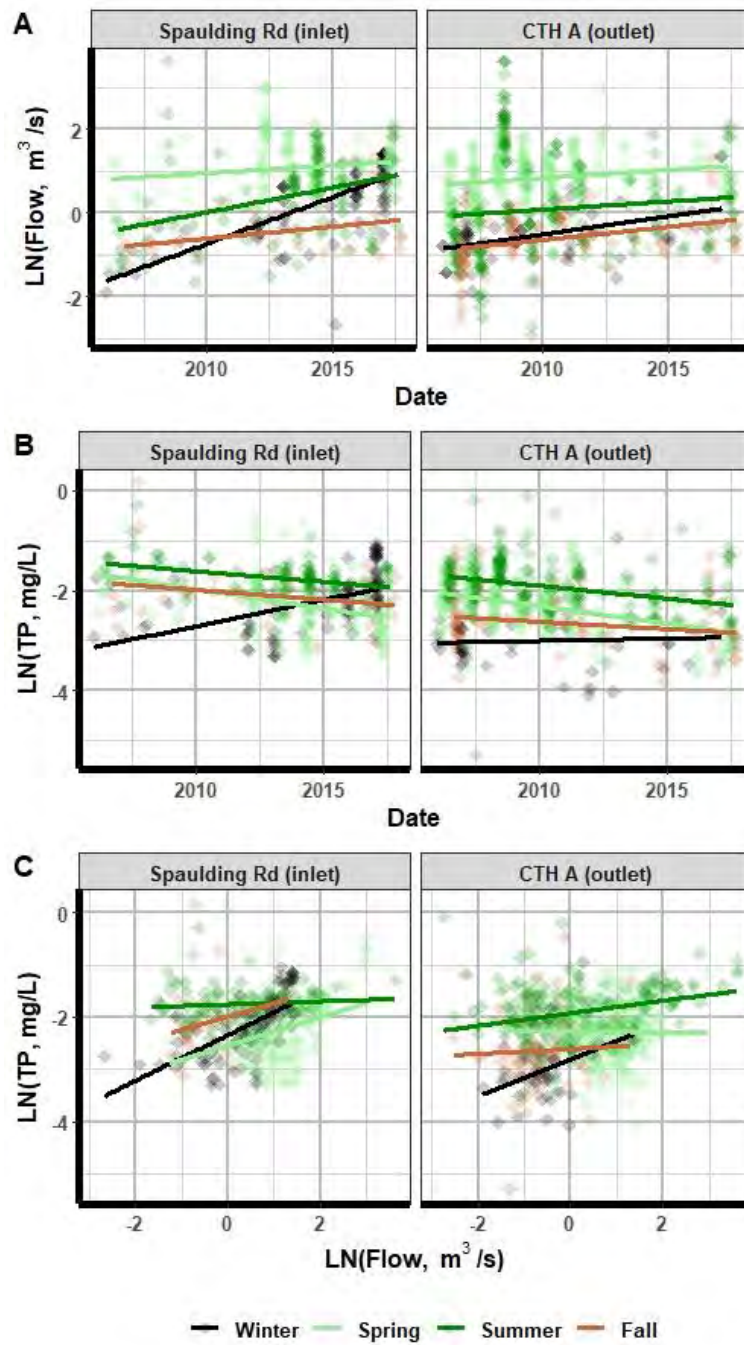 A
Spaulding Rd (inlet) CTH A (outlet)
LN(Flow, m³/s)
2
0
-2
2010 2015 2010 2015
Date
B
Spaulding Rd (inlet) CTH A (outlet)
LN(TP, mg/L)
0
-2
-4
2010 2015 2010 2015
Date
C
Spaulding Rd (inlet) CTH A (outlet)
LN(TP, mg/L)
0
-2
-4
-2 0 2 -2 0 2
LN(Flow, m³/s)
Winter Spring Summer Fall